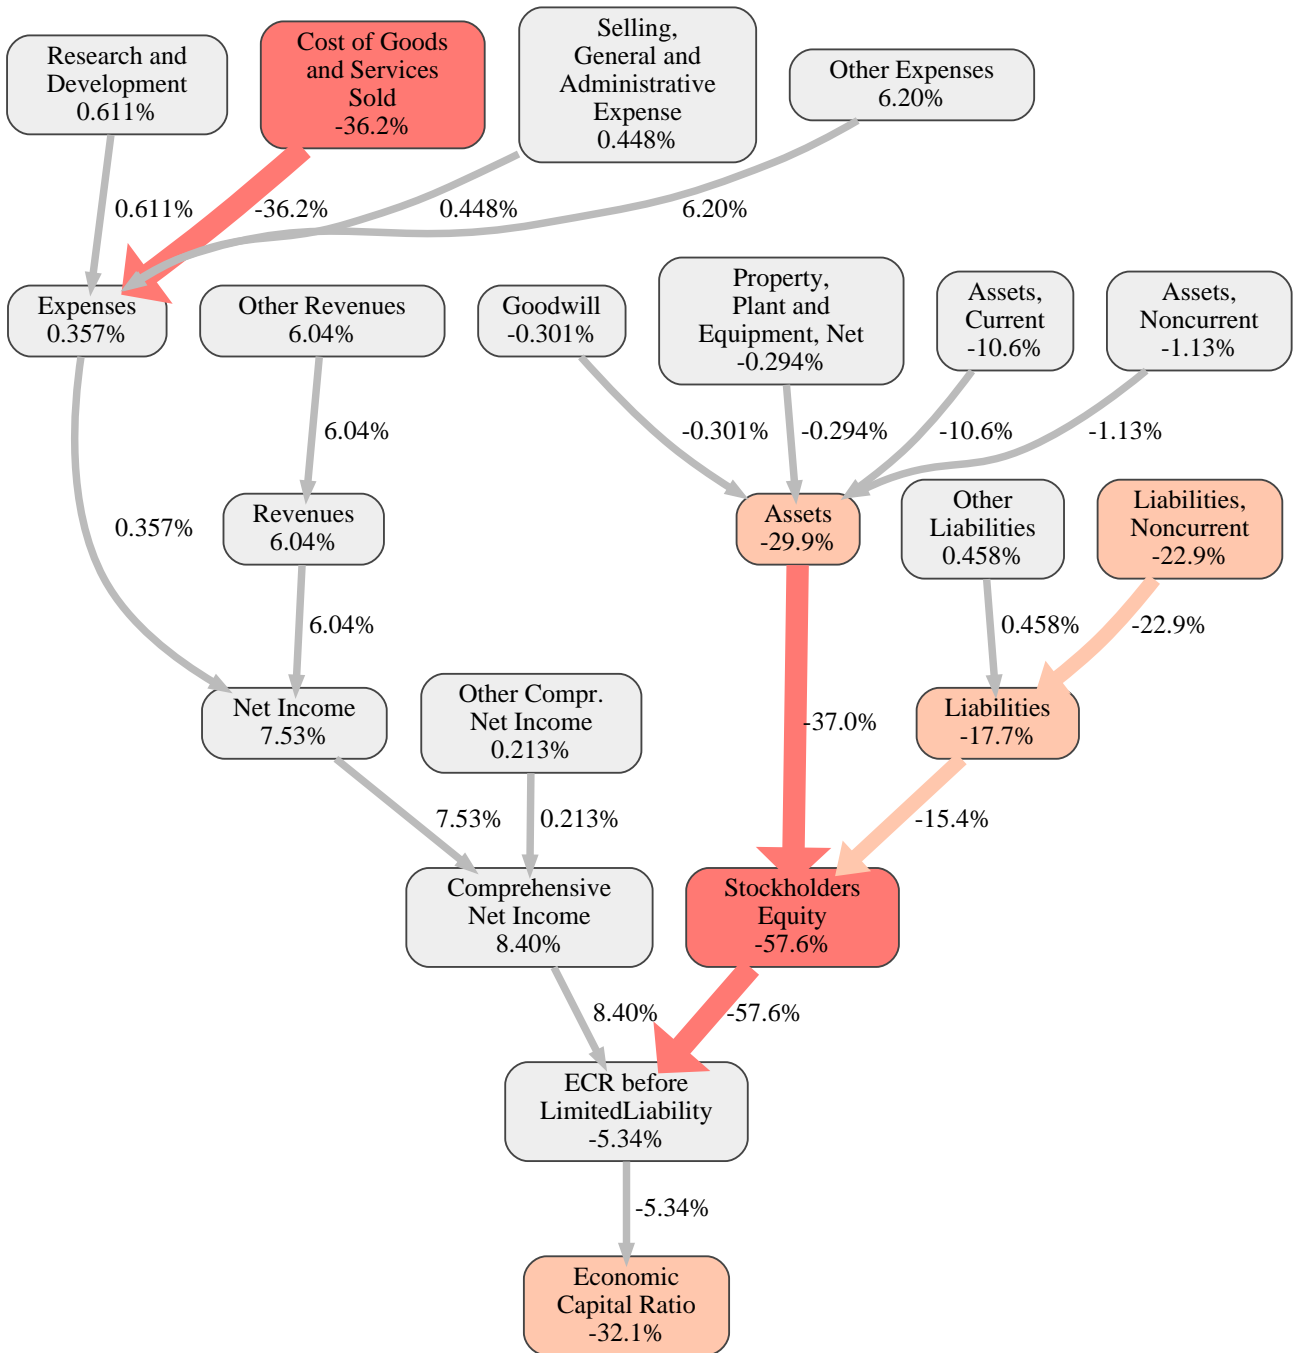 Research and
Development
0.611%
Cost of Goods
and Services
Sold
-36.2%
Selling,
General and
Administrative
Expense
0.448%
Other Expenses
6.20%
0.611%
-36.2%
0.448%
6.20%
Expenses
0.357%
Other Revenues
6.04%
Goodwill
-0.301%
Property,
Plant and
Equipment, Net
-0.294%
Assets,
Current
-10.6%
Assets,
Noncurrent
-1.13%
6.04%
-0.301%
-0.294%
-10.6%
-1.13%
0.357%
Revenues
6.04%
Assets
-29.9%
Other
Liabilities
0.458%
Liabilities,
Noncurrent
-22.9%
6.04%
0.458%
-22.9%
Net Income
7.53%
Other Compr.
Net Income
0.213%
-37.0%
Liabilities
-17.7%
7.53%
0.213%
-15.4%
Comprehensive
Net Income
8.40%
Stockholders
Equity
-57.6%
8.40%
-57.6%
ECR before
LimitedLiability
-5.34%
-5.34%
Economic
Capital Ratio
-32.1%